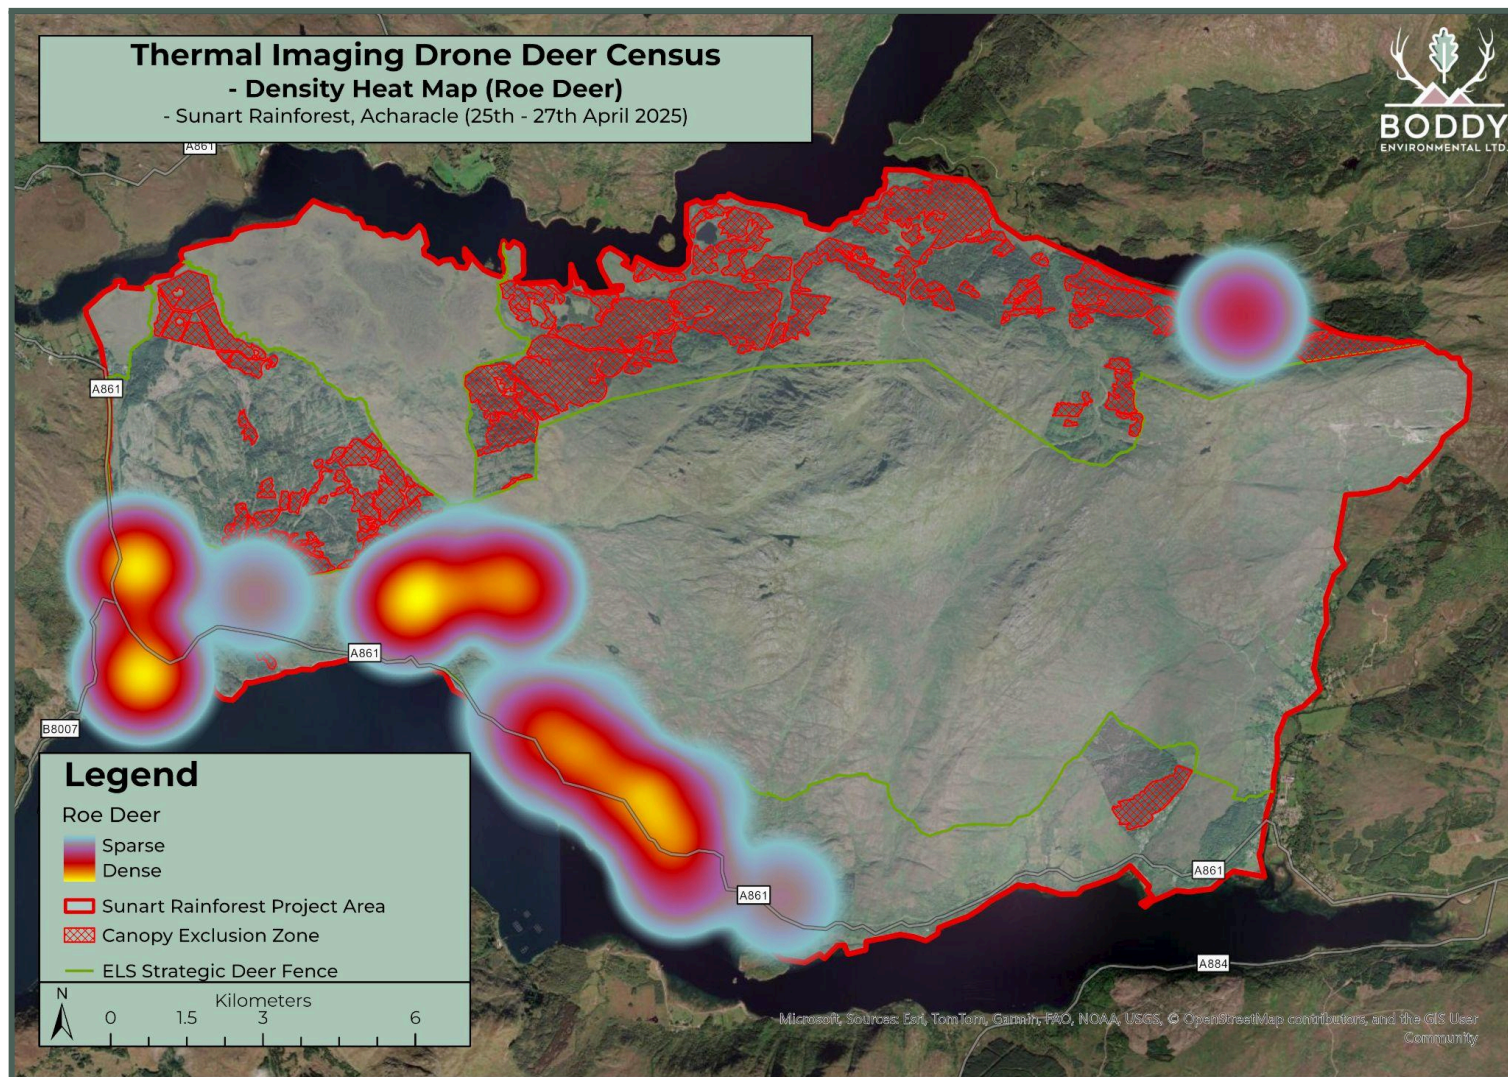 Thermal Imaging Drone Deer Census
- Density Heat Map (Roe Deer)
- Sunart Rainforest, Acharacle (25th - 27th April 2025)
BODDY
ENVIRONMENTAL LTD.
A861
A861
A861
B8007
A861
A861
A884
Legend
Roe Deer
Sparse
Dense
Sunart Rainforest Project Area
Canopy Exclusion Zone
ELS Strategic Deer Fence
N
Kilometers
0 1.5 3 6
Microsoft, Sources: Esri, TomTom, Garmin, FAO, NOAA, USGS, © OpenStreetMap contributors, and the GIS User
Community